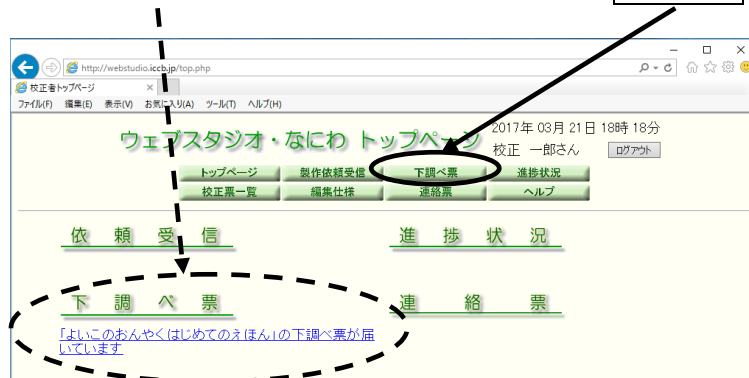 http://webstudio.iccb.jp/top.php
校正者トップページ
ファイル(F) 編集(E) 表示(V) お気に入り(A) ツール(T) ヘルプ(H)
ウェブスタジオ・なにわ トップページ
2017年 03月 21日 18時 18分
校正 一郎さん ログアウト
トップページ 製作依頼受信 下調べ票 進捗状況
校正票一覧 編集仕様 連絡票 ヘルプ
依頼受信 進捗状況
下調べ票 連絡票
「よいこのおんやくはじめてのえほん」の下調べ票が届
いています